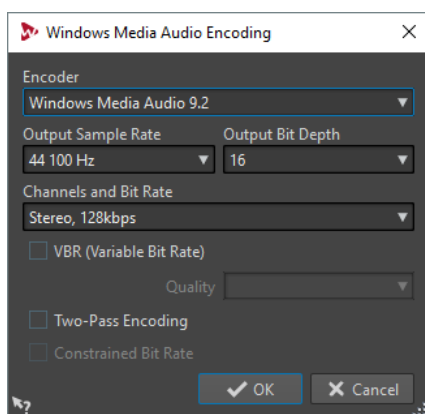 Windows Media Audio Encoding
Encoder
Windows Media Audio 9.2
Output Sample Rate Output Bit Depth
44 100 Hz 16
Channels and Bit Rate
Stereo, 128kbps
VBR (Variable Bit Rate)
Quality
Two-Pass Encoding
Constrained Bit Rate
OK Cancel
?